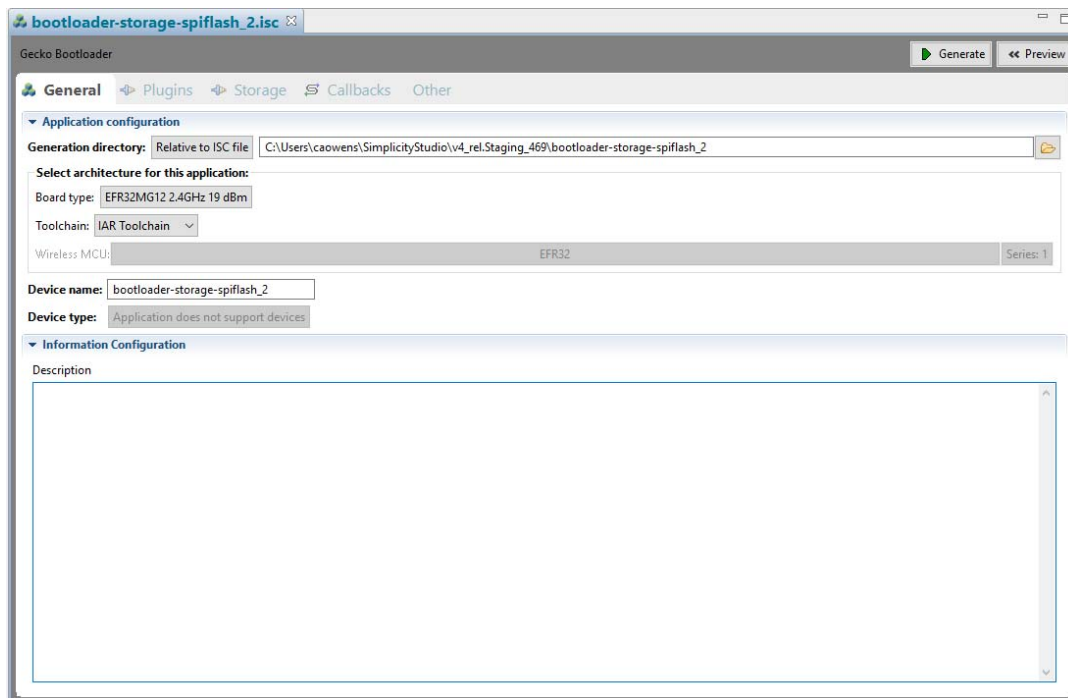 bootloader-storage-spiflash_2.isc
Gecko Bootloader Generate Preview
General Plugins Storage Callbacks Other
Application configuration
Generation directory: Relative to ISC file C:\Users\caowens\SimplicityStudio\v4_rel.Staging_469\bootloader-storage-spiflash_2
Select architecture for this application:
Board type: EFR32MG12 2.4GHz 19 dBm
Toolchain: IAR Toolchain
Wireless MCU: EFR32 Series: 1
Device name: bootloader-storage-spiflash_2
Device type: Application does not support devices
Information Configuration
Description